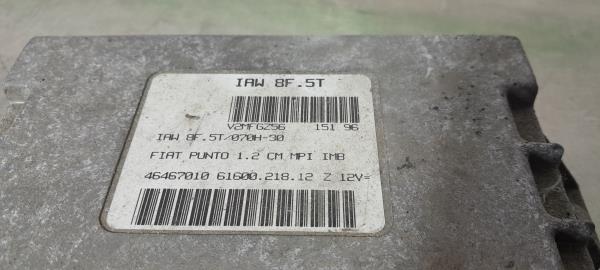 IAW 8F.5T
V2MFGZ56 151 96
IAW 8F.5T/070H-30
FIAT PUNTO 1.2 CM MPI IMB
46467010 61600.218.12 Z 12V=